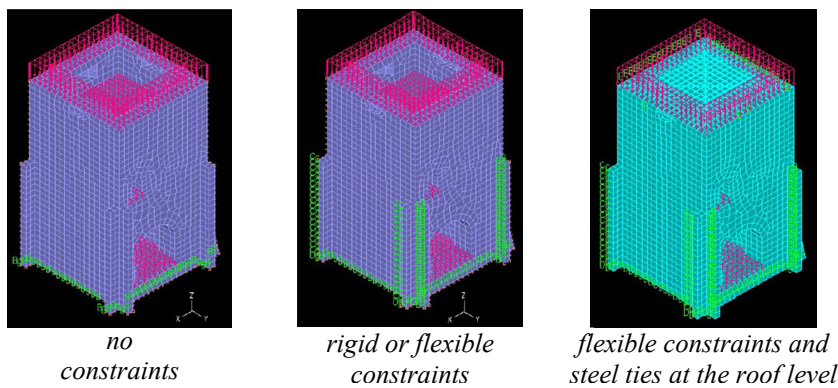 Z
X
Y
Z
X
Y
no
constraints
rigid or flexible
constraints
flexible constraints and
steel ties at the roof level